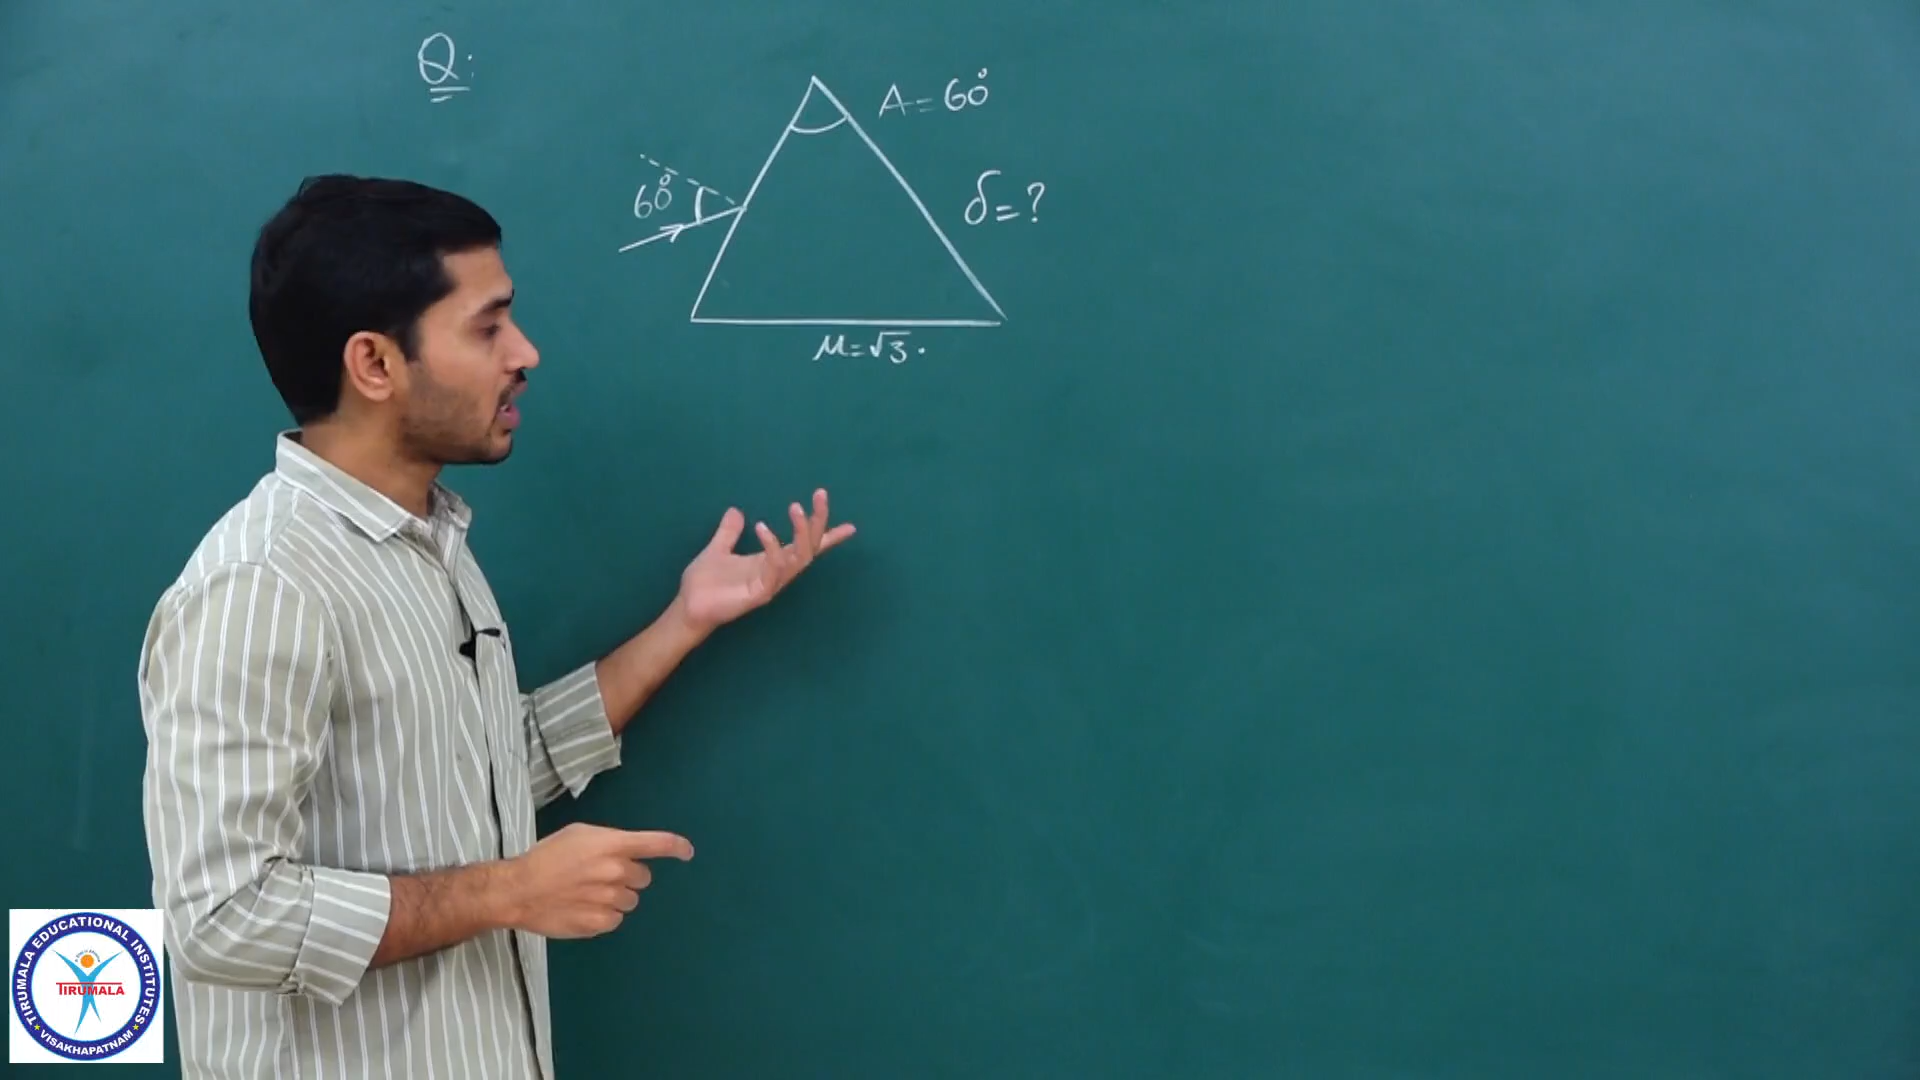 Q:
A = 60°
60°
δ = ?
μ = √3 .
TIRUMALA EDUCATIONAL INSTITUTES
TIRUMALA
VISAKHAPATNAM